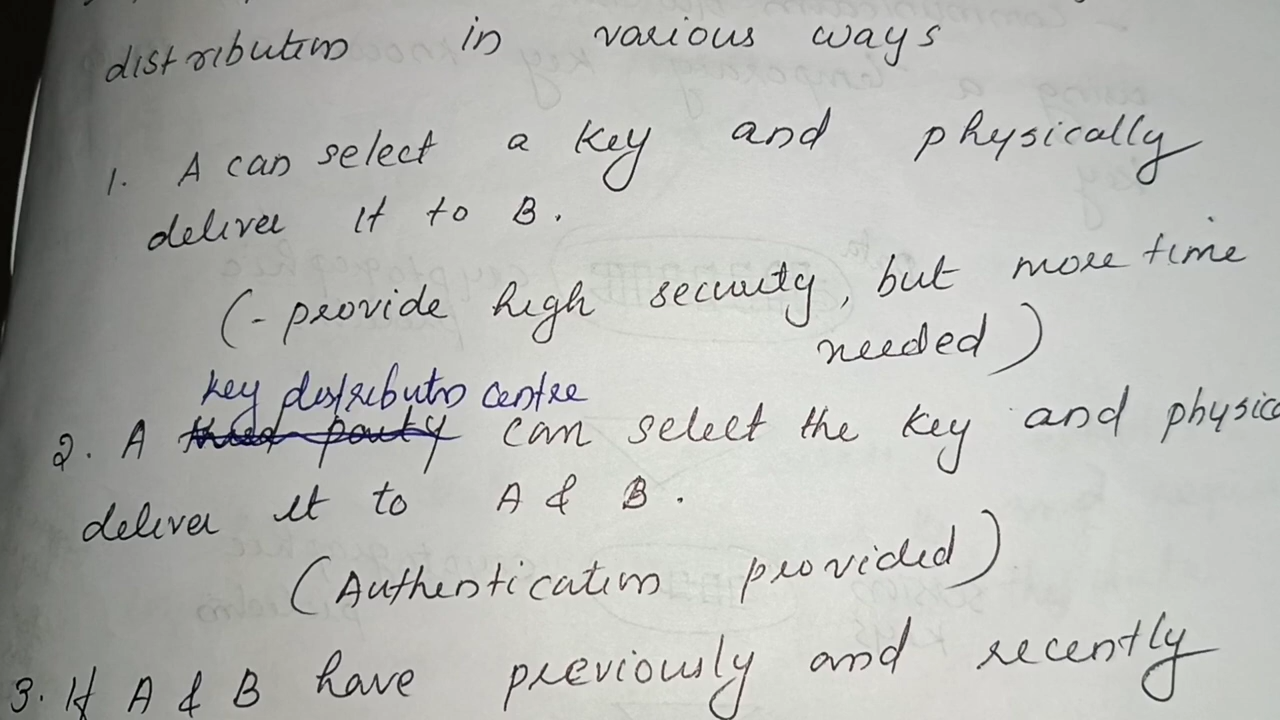 distribution in various ways
1. A can select a key and physically
deliver it to B.
(- provide high security, but more time
needed)
key distribution centre
2. A third party can select the key and physic
deliver it to A & B.
(Authentication provided)
3. If A & B have previously and recently